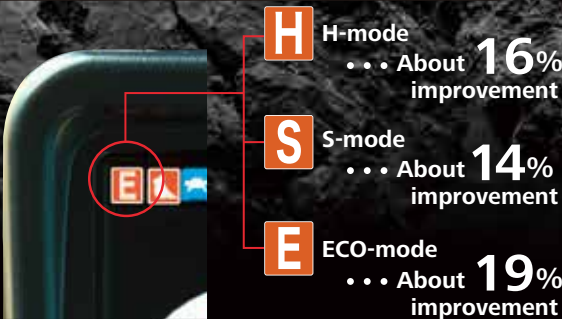 H H-mode
• • • About 16%
improvement
E
S S-mode
• • • About 14%
improvement
E ECO-mode
• • • About 19%
improvement